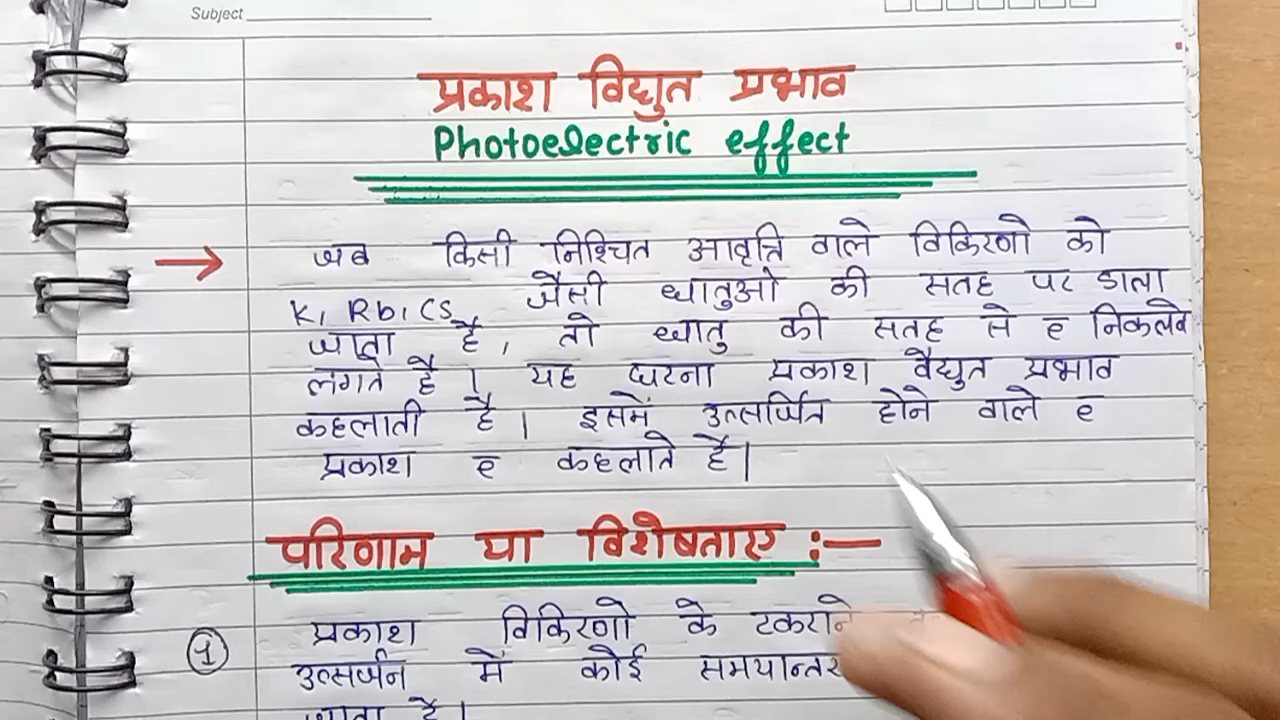 Subject
प्रकाश विद्युत प्रभाव
Photoelectric effect
जब किसी निश्चित आवृत्ति वाले विकिरणो को
K, Rb, Cs जैसी धातुओ की सतह पर डाला
जाता है, तो धातु की सतह से e निकलने
लगते है । यह घटना प्रकाश वैद्युत प्रभाव
कहलाती है । इसमें उत्सर्जित होने वाले e
प्रकाश e कहलाते है।
परिणाम या विशेषताए :—
1 प्रकाश विकिरणो के टकराने
उत्सर्जन में कोई समयान्तर
जाता है।